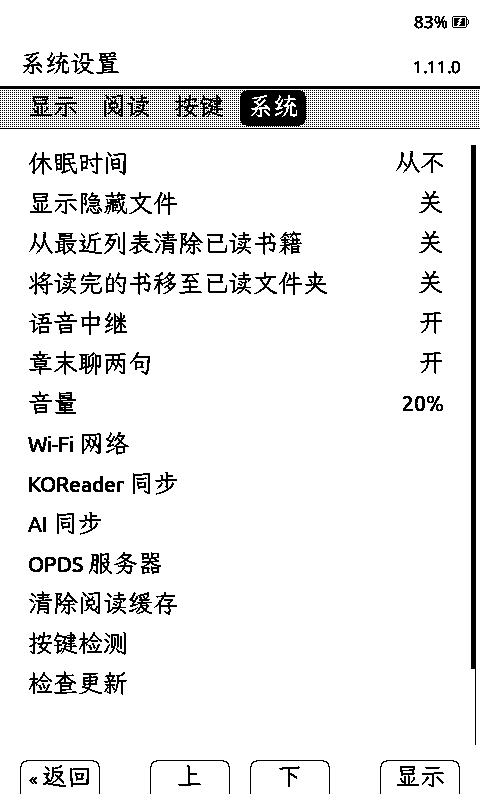 83%
系统设置 1.11.0
显示 阅读 按键 系统
休眠时间 从不
显示隐藏文件 关
从最近列表清除已读书籍 关
将读完的书移至已读文件夹 关
语音中继 开
章末聊两句 开
音量 20%
Wi-Fi 网络
KOReader 同步
AI 同步
OPDS 服务器
清除阅读缓存
按键检测
检查更新
« 返回 上 下 显示